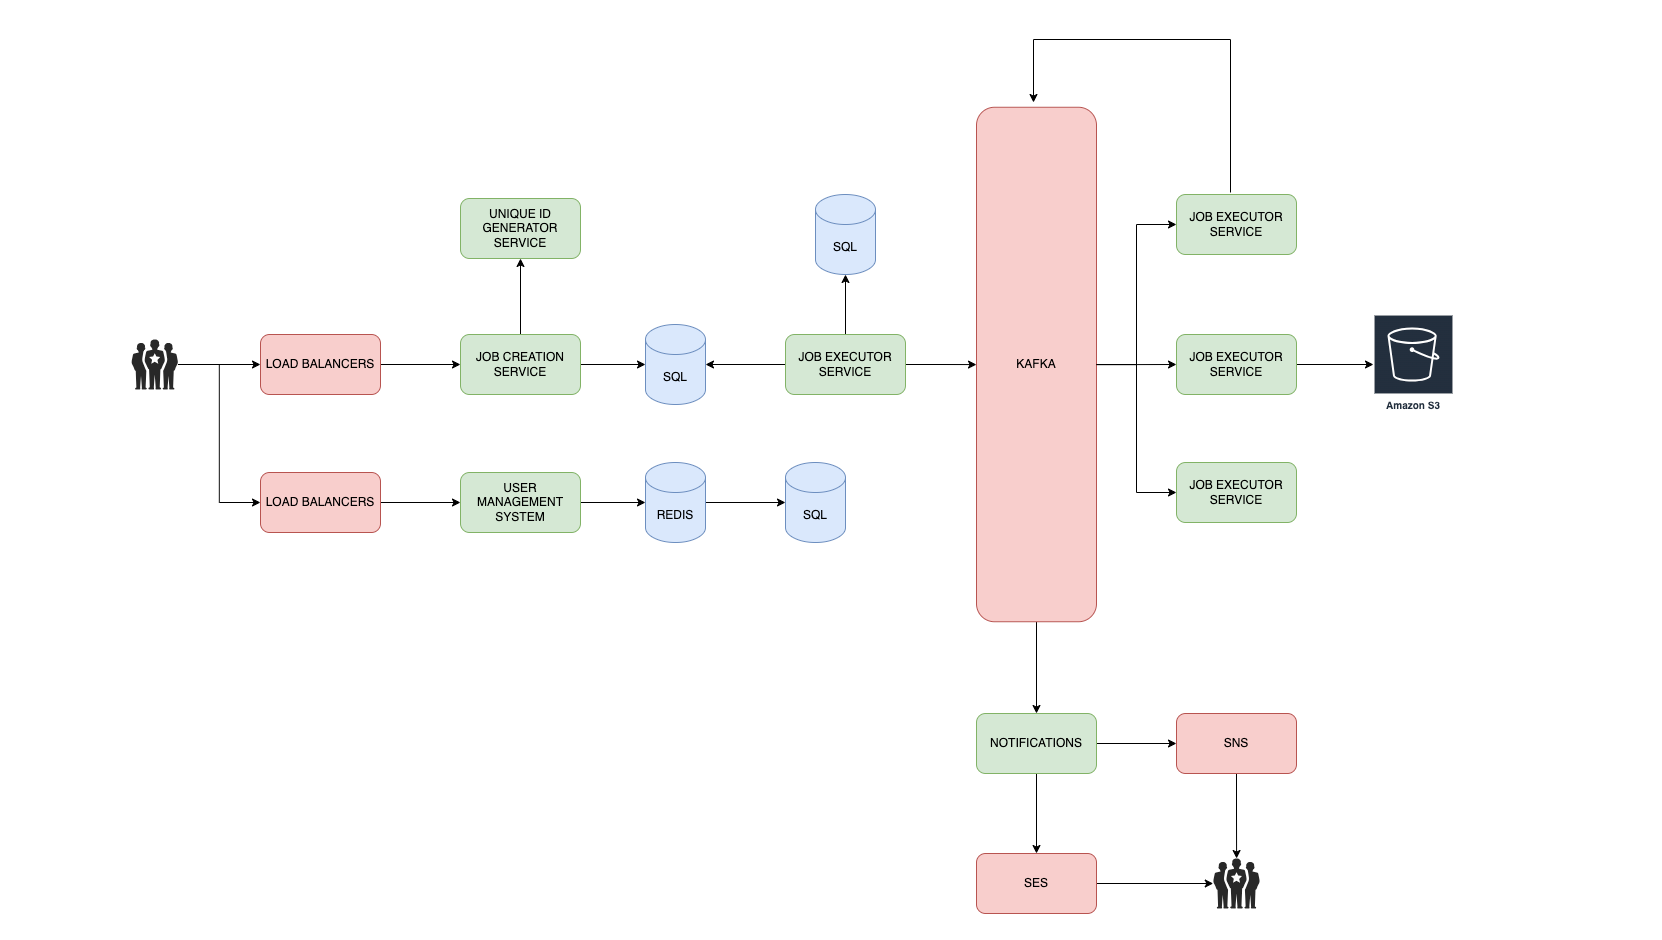 UNIQUE ID
GENERATOR
SERVICE
SQL
JOB EXECUTOR
SERVICE
LOAD BALANCERS
JOB CREATION
SERVICE
SQL
JOB EXECUTOR
SERVICE
KAFKA
JOB EXECUTOR
SERVICE
Amazon S3
LOAD BALANCERS
USER
MANAGEMENT
SYSTEM
REDIS
SQL
JOB EXECUTOR
SERVICE
NOTIFICATIONS
SNS
SES